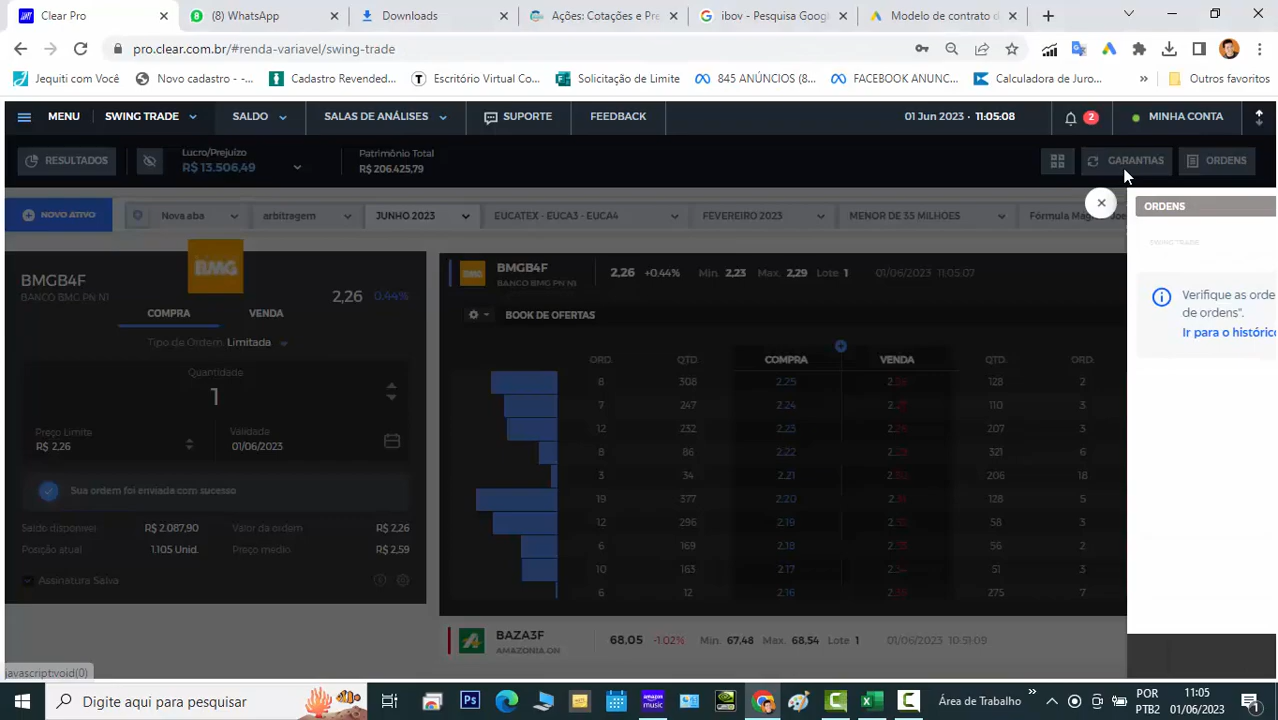 Clear Pro
(8) WhatsApp
Downloads
Ações: Cotações e Pre
ibov - Pesquisa Googl
Modelo de contrato d
pro.clear.com.br/#renda-variavel/swing-trade
Jequiti com Você
Novo cadastro - -...
Cadastro Revended...
Escritório Virtual Co...
Solicitação de Limite
845 ANÚNCIOS (8...
FACEBOOK ANUNC...
Calculadora de Juro...
»
Outros favoritos
MENU
SWING TRADE
SALDO
SALAS DE ANÁLISES
SUPORTE
FEEDBACK
01 Jun 2023 • 11:05:08
2
MINHA CONTA
RESULTADOS
Lucro/Prejuízo
R$ 13.506,49
Patrimônio Total
R$ 206.425,79
GARANTIAS
ORDENS
NOVO ATIVO
Nova aba
arbitragem
JUNHO 2023
EUCATEX - EUCA3 - EUCA4
FEVEREIRO 2023
MENOR DE 35 MILHOES
Fórmula Mag
ORDENS
SWING TRADE
Verifique as orde
de ordens".
Ir para o históric
BMGB4F
BANCO BMG PN N1
BMG
2,26 0,44%
COMPRA
VENDA
Tipo de Ordem Limitada
Quantidade
1
Preço Limite
R$ 2,26
Validade
01/06/2023
Sua ordem foi enviada com sucesso
Saldo disponível R$ 2.087,90
Valor da ordem R$ 2,26
Posição atual 1.105 Unid.
Preço médio R$ 2,59
Assinatura Salva
BMGB4F
BANCO BMG PN N1
2,26 +0.44% Min. 2,23 Max. 2,29 Lote 1 01/06/2023 11:05:07
BOOK DE OFERTAS
ORD. QTD. COMPRA VENDA QTD. ORD.
8 308 2,25 128 2
7 247 2,24 110 3
12 232 2,23 207 3
8 86 2,22 321 6
3 34 2,21 206 18
19 377 2,20 128 5
12 296 2,19 58 3
6 169 2,18 56 2
10 163 2,17 51 3
6 12 2,16 275 7
BAZA3F
AMAZONIA ON
68,05 -1.02% Min. 67,48 Max. 68,54 Lote 1 01/06/2023 10:51:09
javascript:void(0)
Digite aqui para pesquisar
amazon music
Área de Trabalho
»
POR
PTB2
11:05
01/06/2023
1